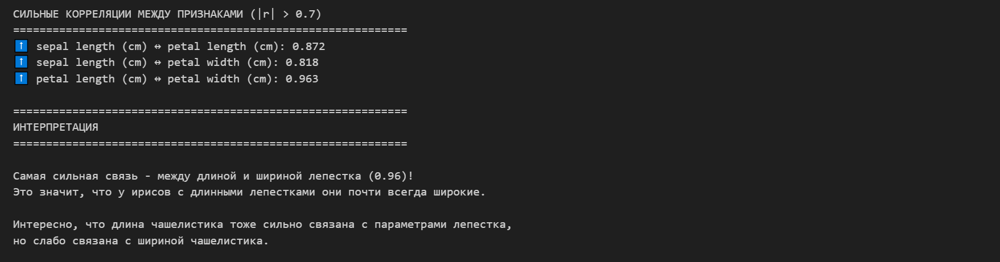 СИЛЬНЫЕ КОРРЕЛЯЦИИ МЕЖДУ ПРИЗНАКАМИ (|r| > 0.7)
============================================================
⬆ sepal length (cm) ↔ petal length (cm): 0.872
⬆ sepal length (cm) ↔ petal width (cm): 0.818
⬆ petal length (cm) ↔ petal width (cm): 0.963
============================================================
ИНТЕРПРЕТАЦИЯ
============================================================
Самая сильная связь - между длиной и шириной лепестка (0.96)!
Это значит, что у ирисов с длинными лепестками они почти всегда широкие.
Интересно, что длина чашелистика тоже сильно связана с параметрами лепестка,
но слабо связана с шириной чашелистика.